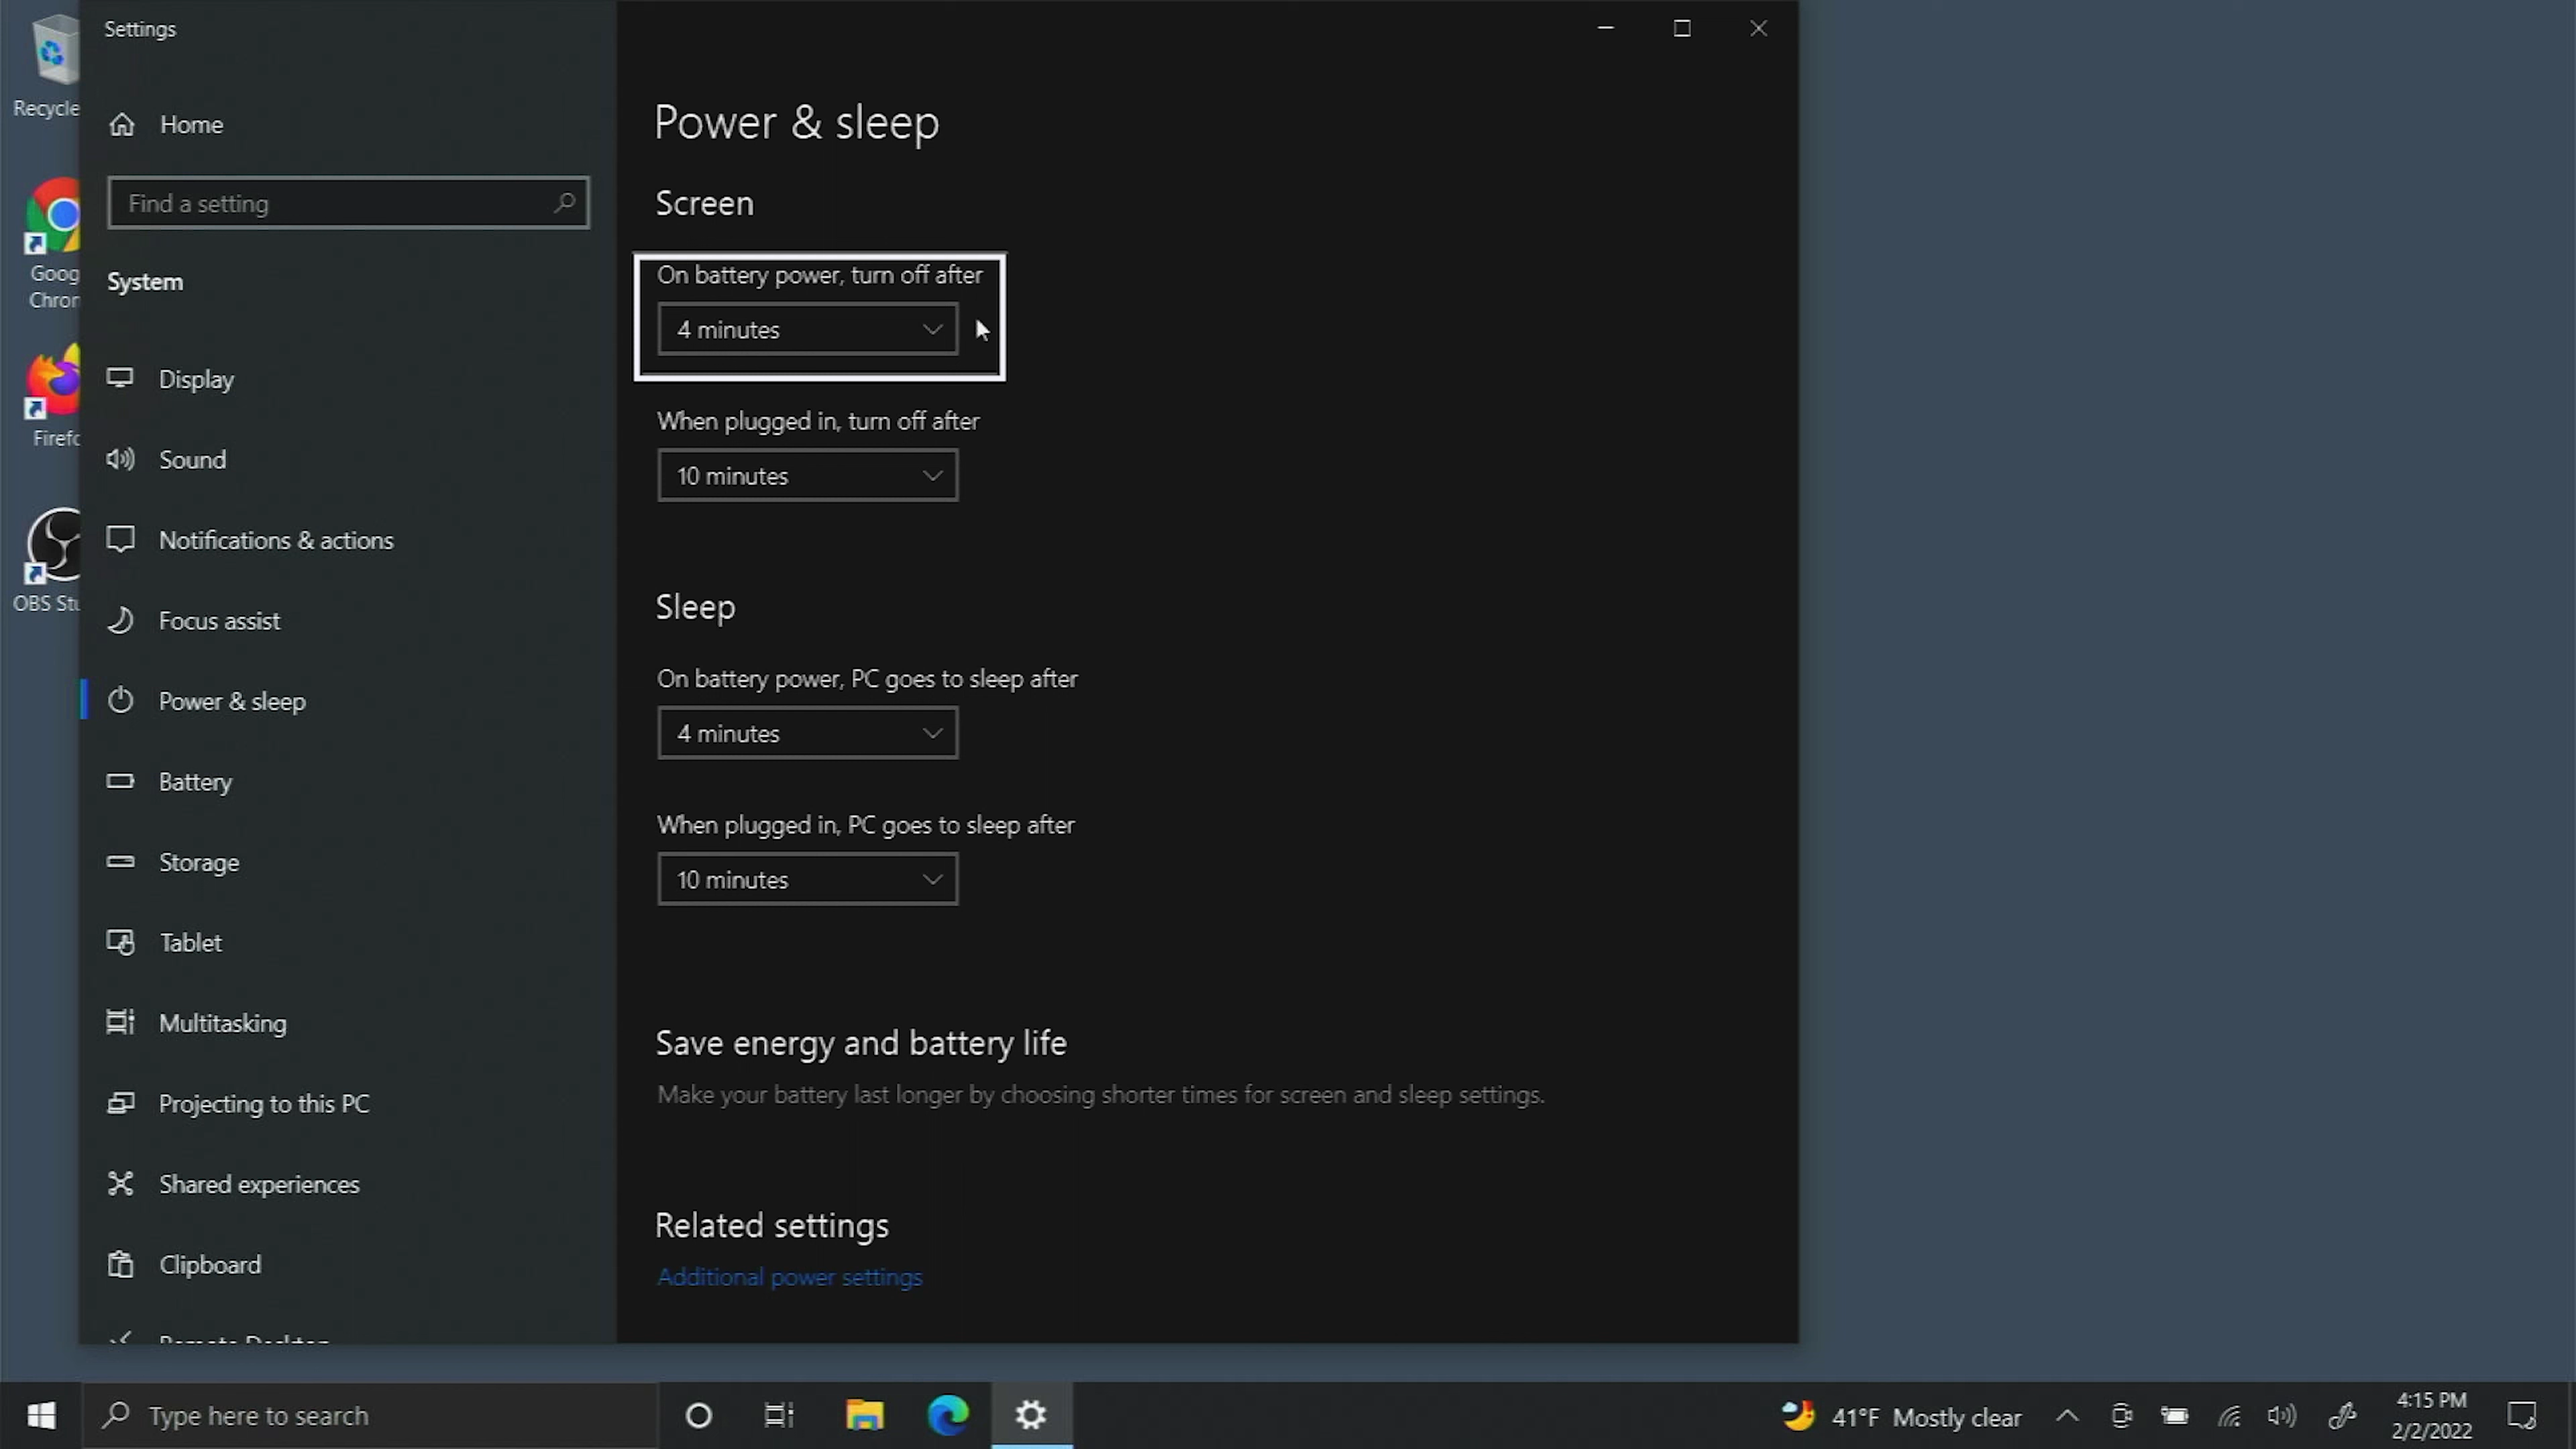 Settings
Recycle
Home
Find a setting
Goog
Chron
System
Firefo
Display
Sound
Notifications & actions
OBS Stu
Focus assist
Power & sleep
Battery
Storage
Tablet
Multitasking
Projecting to this PC
Shared experiences
Clipboard
Remote Desktop
Power & sleep
Screen
On battery power, turn off after
4 minutes
When plugged in, turn off after
10 minutes
Sleep
On battery power, PC goes to sleep after
4 minutes
When plugged in, PC goes to sleep after
10 minutes
Save energy and battery life
Make your battery last longer by choosing shorter times for screen and sleep settings.
Related settings
Additional power settings
Type here to search
41°F Mostly clear
4:15 PM
2/2/2022